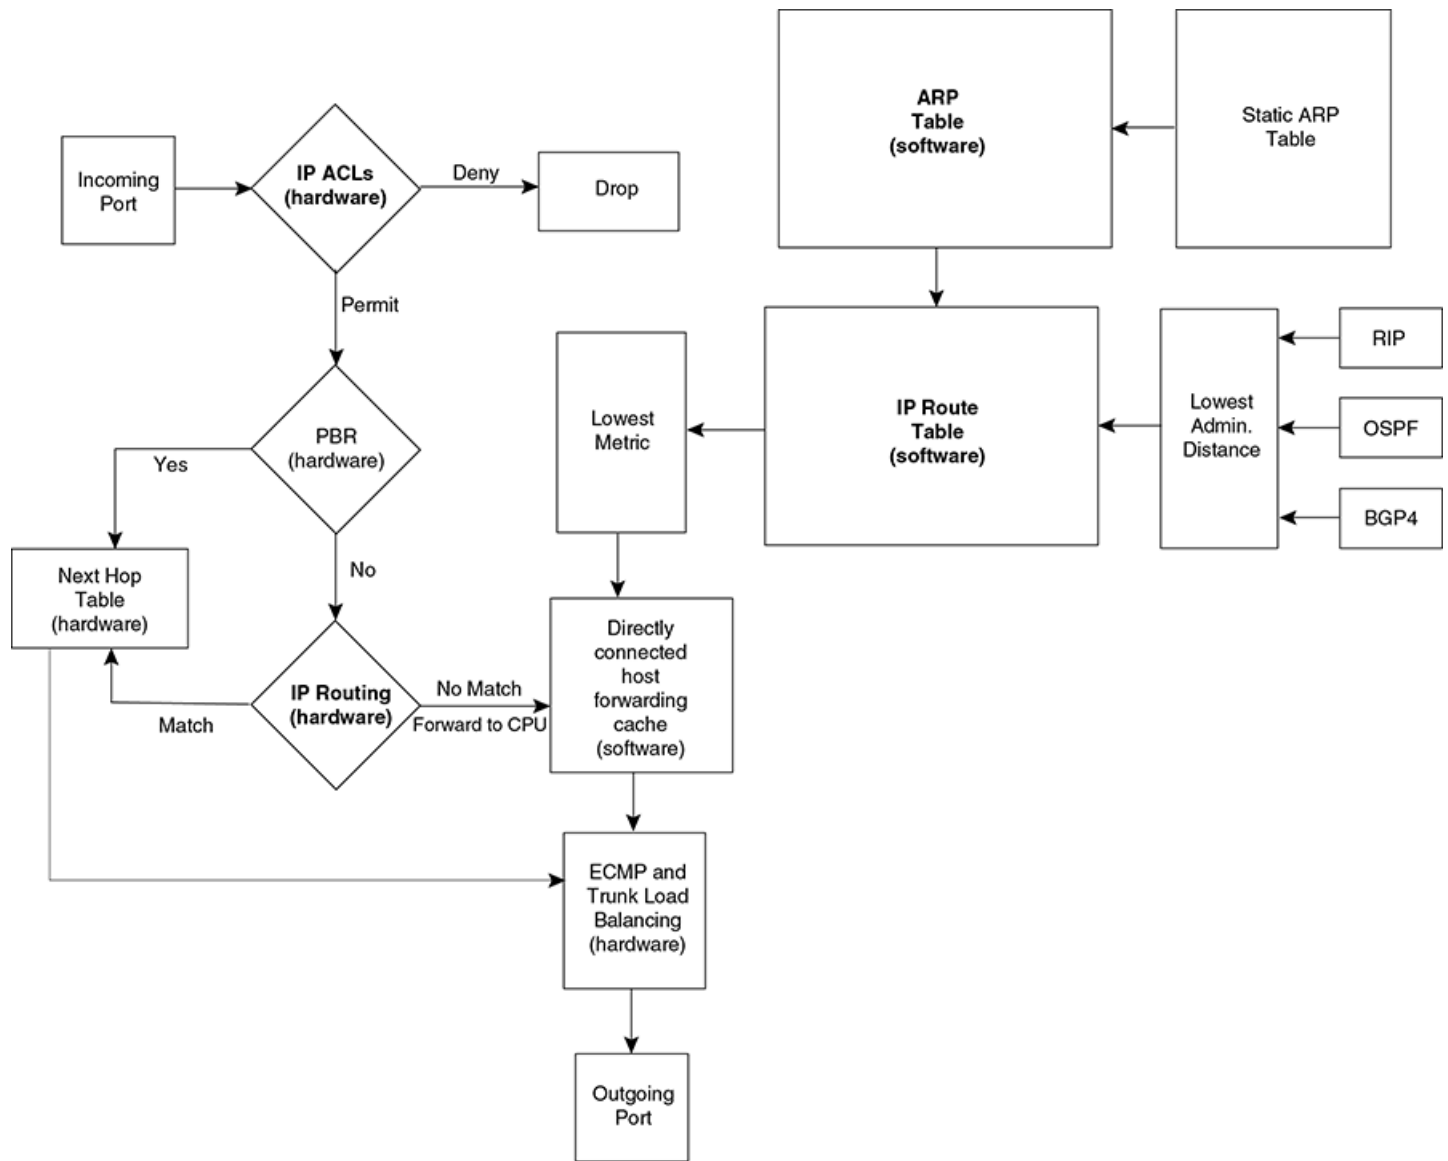 ARP
Table
(software)
Static ARP
Table
Incoming
Port
IP ACLs
(hardware)
Deny
Drop
Permit
PBR
(hardware)
Yes
No
Next Hop
Table
(hardware)
IP Routing
(hardware)
Match
No Match
Forward to CPU
Lowest
Metric
IP Route
Table
(software)
Lowest
Admin.
Distance
RIP
OSPF
BGP4
Directly
connected
host
forwarding
cache
(software)
ECMP and
Trunk Load
Balancing
(hardware)
Outgoing
Port